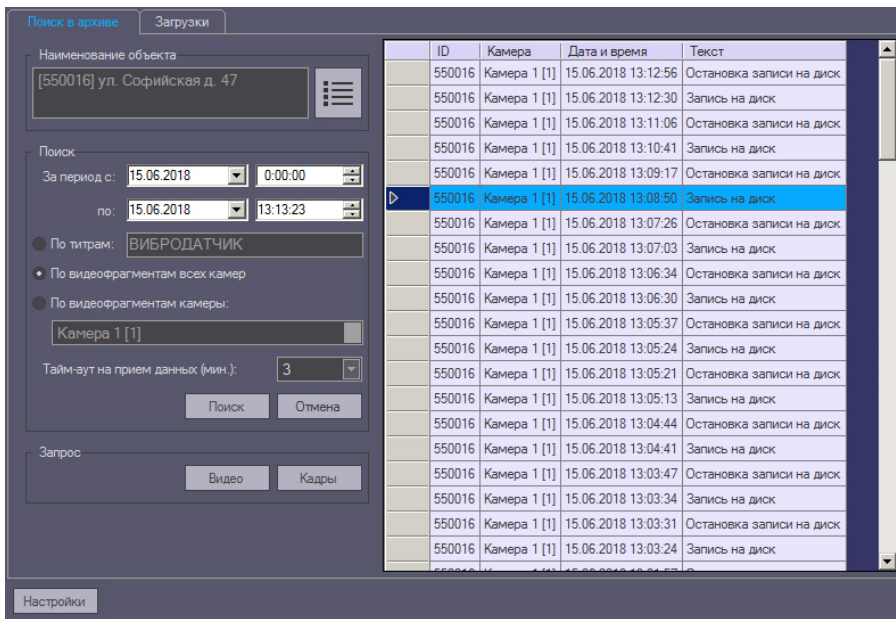 Поиск в архиве
Загрузки
Наименование объекта
[550016] ул. Софийская д. 47
Поиск
За период с: 15.06.2018 0:00:00
по: 15.06.2018 13:13:23
По титрам: ВИБРОДАТЧИК
По видеофрагментам всех камер
По видеофрагментам камеры:
Камера 1 [1]
Тайм-аут на прием данных (мин.): 3
Поиск
Отмена
Запрос
Видео
Кадры
ID Камера Дата и время Текст
550016 Камера 1 [1] 15.06.2018 13:12:56 Остановка записи на диск
550016 Камера 1 [1] 15.06.2018 13:12:30 Запись на диск
550016 Камера 1 [1] 15.06.2018 13:11:06 Остановка записи на диск
550016 Камера 1 [1] 15.06.2018 13:10:41 Запись на диск
550016 Камера 1 [1] 15.06.2018 13:09:17 Остановка записи на диск
550016 Камера 1 [1] 15.06.2018 13:08:50 Запись на диск
550016 Камера 1 [1] 15.06.2018 13:07:26 Остановка записи на диск
550016 Камера 1 [1] 15.06.2018 13:07:03 Запись на диск
550016 Камера 1 [1] 15.06.2018 13:06:34 Остановка записи на диск
550016 Камера 1 [1] 15.06.2018 13:06:30 Запись на диск
550016 Камера 1 [1] 15.06.2018 13:05:37 Остановка записи на диск
550016 Камера 1 [1] 15.06.2018 13:05:24 Запись на диск
550016 Камера 1 [1] 15.06.2018 13:05:21 Остановка записи на диск
550016 Камера 1 [1] 15.06.2018 13:05:13 Запись на диск
550016 Камера 1 [1] 15.06.2018 13:04:44 Остановка записи на диск
550016 Камера 1 [1] 15.06.2018 13:04:41 Запись на диск
550016 Камера 1 [1] 15.06.2018 13:03:47 Остановка записи на диск
550016 Камера 1 [1] 15.06.2018 13:03:34 Запись на диск
550016 Камера 1 [1] 15.06.2018 13:03:31 Остановка записи на диск
550016 Камера 1 [1] 15.06.2018 13:03:24 Запись на диск
Настройки